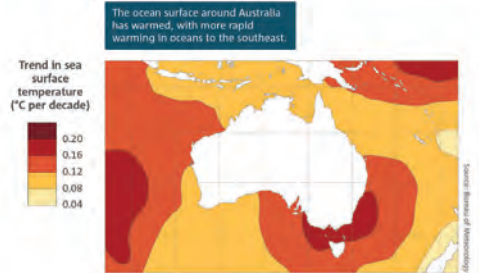 The ocean surface around Australia
has warmed, with more rapid
warming in oceans to the southeast.
Trend in sea
surface
temperature
(°C per decade)
0.20
0.16
0.12
0.08
0.04
Source: Bureau of Meteorology